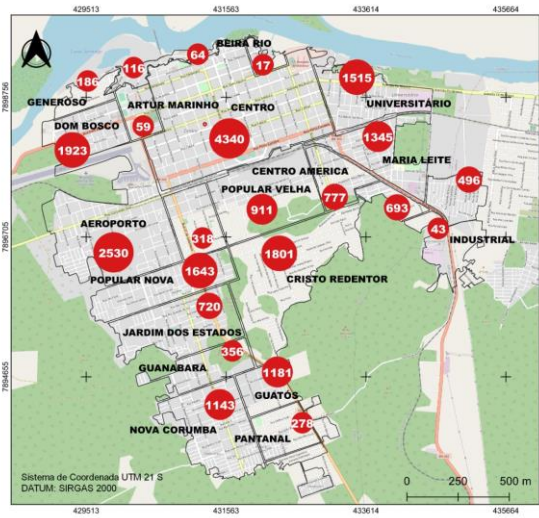 429513 431563 433614 435664
BEIRA RIO
64
17
116
1515
186
7898756
GENEROSO
ARTUR MARINHO
CENTRO
UNIVERSITÁRIO
DOM BOSCO
59
4340
1345
1923
MARIA LEITE
CENTRO AMERICA
POPULAR VELHA
496
777
693
911
AEROPORTO
43
7896705
318
INDUSTRIAL
2530
1801
1643
POPULAR NOVA
CRISTO REDENTOR
720
JARDIM DOS ESTADOS
356
GUANABARA
1181
7894655
GUATÓS
1143
278
NOVA CORUMBA
PANTANAL
Sistema de Coordenada UTM 21 S
DATUM: SIRGAS 2000
0 250 500 m
429513 431563 433614 435664